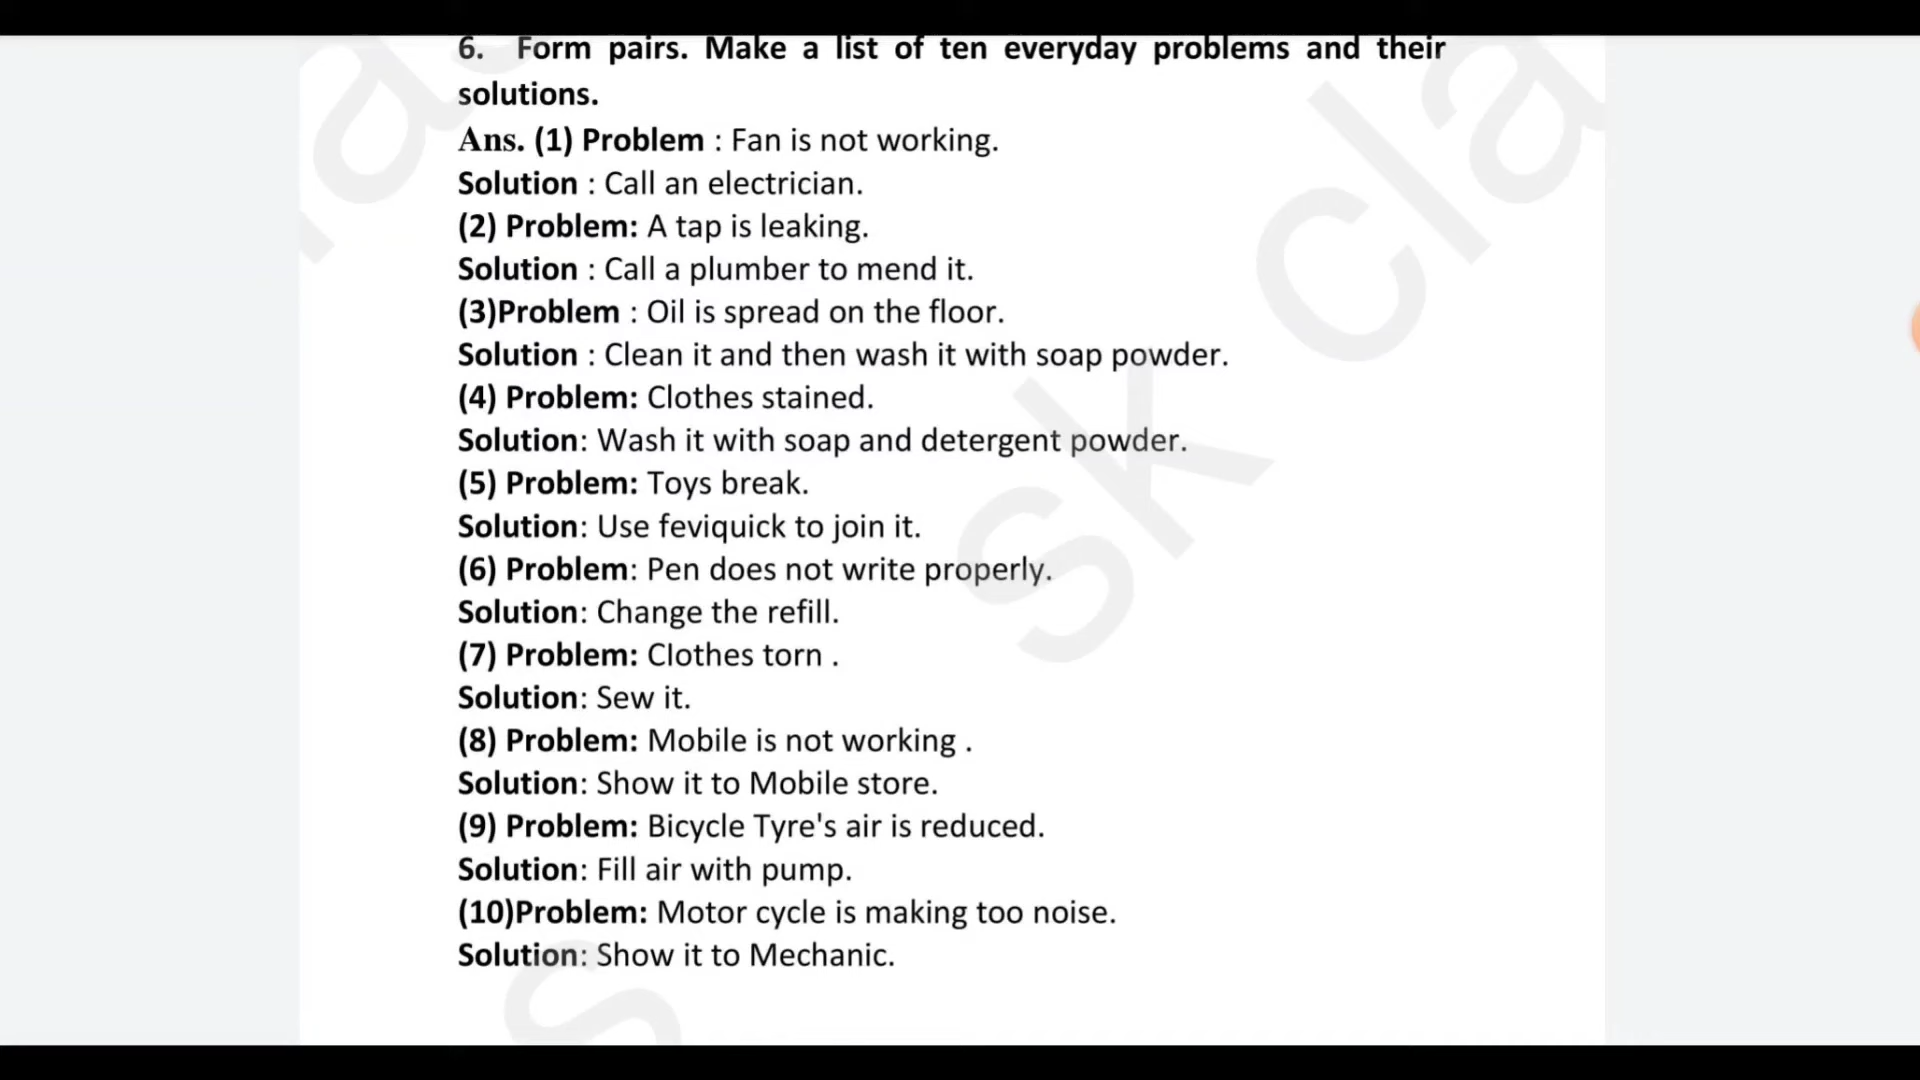 6. Form pairs. Make a list of ten everyday problems and their
solutions.
Ans. (1) Problem : Fan is not working.
Solution : Call an electrician.
(2) Problem: A tap is leaking.
Solution : Call a plumber to mend it.
(3)Problem : Oil is spread on the floor.
Solution : Clean it and then wash it with soap powder.
(4) Problem: Clothes stained.
Solution: Wash it with soap and detergent powder.
(5) Problem: Toys break.
Solution: Use feviquick to join it.
(6) Problem: Pen does not write properly.
Solution: Change the refill.
(7) Problem: Clothes torn .
Solution: Sew it.
(8) Problem: Mobile is not working .
Solution: Show it to Mobile store.
(9) Problem: Bicycle Tyre's air is reduced.
Solution: Fill air with pump.
(10)Problem: Motor cycle is making too noise.
Solution: Show it to Mechanic.
sk cla